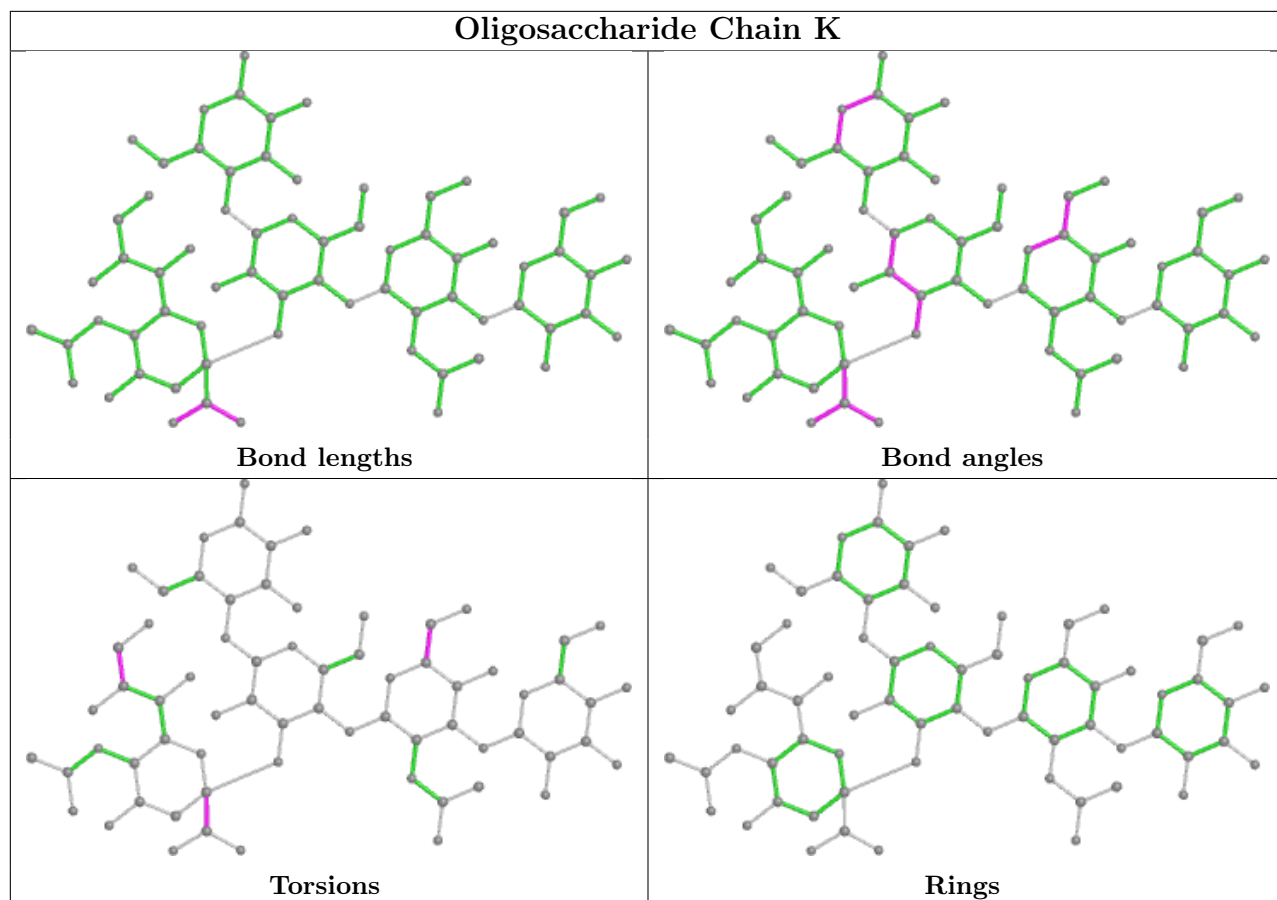 Oligosaccharide Chain K
Bond lengths
Bond angles
Torsions
Rings